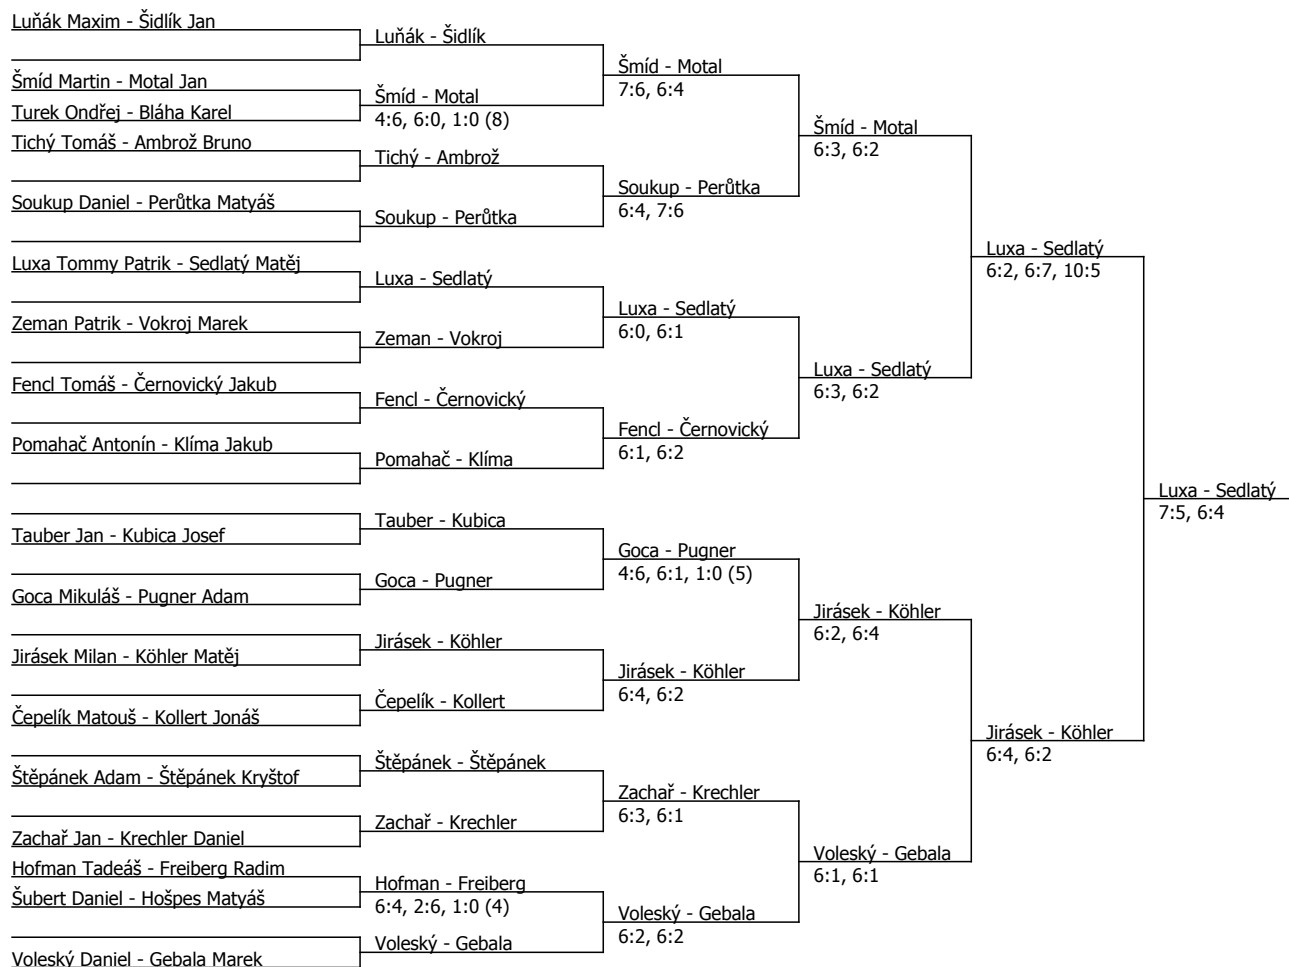 Luňák Maxim - Šidlík Jan
Šmíd Martin - Motal Jan
Turek Ondřej - Bláha Karel
Tichý Tomáš - Ambrož Bruno
Soukup Daniel - Perůtka Matyáš
Luxa Tommy Patrik - Sedlatý Matěj
Zeman Patrik - Vokroj Marek
Fencl Tomáš - Černovický Jakub
Pomahač Antonín - Klíma Jakub
Tauber Jan - Kubica Josef
Goca Mikuláš - Pugner Adam
Jirásek Milan - Köhler Matěj
Čepelík Matouš - Kollert Jonáš
Štěpánek Adam - Štěpánek Kryštof
Zachař Jan - Krechler Daniel
Hofman Tadeáš - Freiberg Radim
Šubert Daniel - Hošpes Matyáš
Voleský Daniel - Gebala Marek
Luňák - Šidlík
Šmíd - Motal
4:6, 6:0, 1:0 (8)
Tichý - Ambrož
Soukup - Perůtka
Luxa - Sedlatý
Zeman - Vokroj
Fencl - Černovický
Pomahač - Klíma
Tauber - Kubica
Goca - Pugner
Jirásek - Köhler
Čepelík - Kollert
Štěpánek - Štěpánek
Zachař - Krechler
Hofman - Freiberg
6:4, 2:6, 1:0 (4)
Voleský - Gebala
Šmíd - Motal
7:6, 6:4
Soukup - Perůtka
6:4, 7:6
Luxa - Sedlatý
6:0, 6:1
Fencl - Černovický
6:1, 6:2
Goca - Pugner
4:6, 6:1, 1:0 (5)
Jirásek - Köhler
6:4, 6:2
Zachař - Krechler
6:3, 6:1
Voleský - Gebala
6:2, 6:2
Šmíd - Motal
6:3, 6:2
Luxa - Sedlatý
6:3, 6:2
Jirásek - Köhler
6:2, 6:4
Voleský - Gebala
6:1, 6:1
Luxa - Sedlatý
6:2, 6:7, 10:5
Jirásek - Köhler
6:4, 6:2
Luxa - Sedlatý
7:5, 6:4